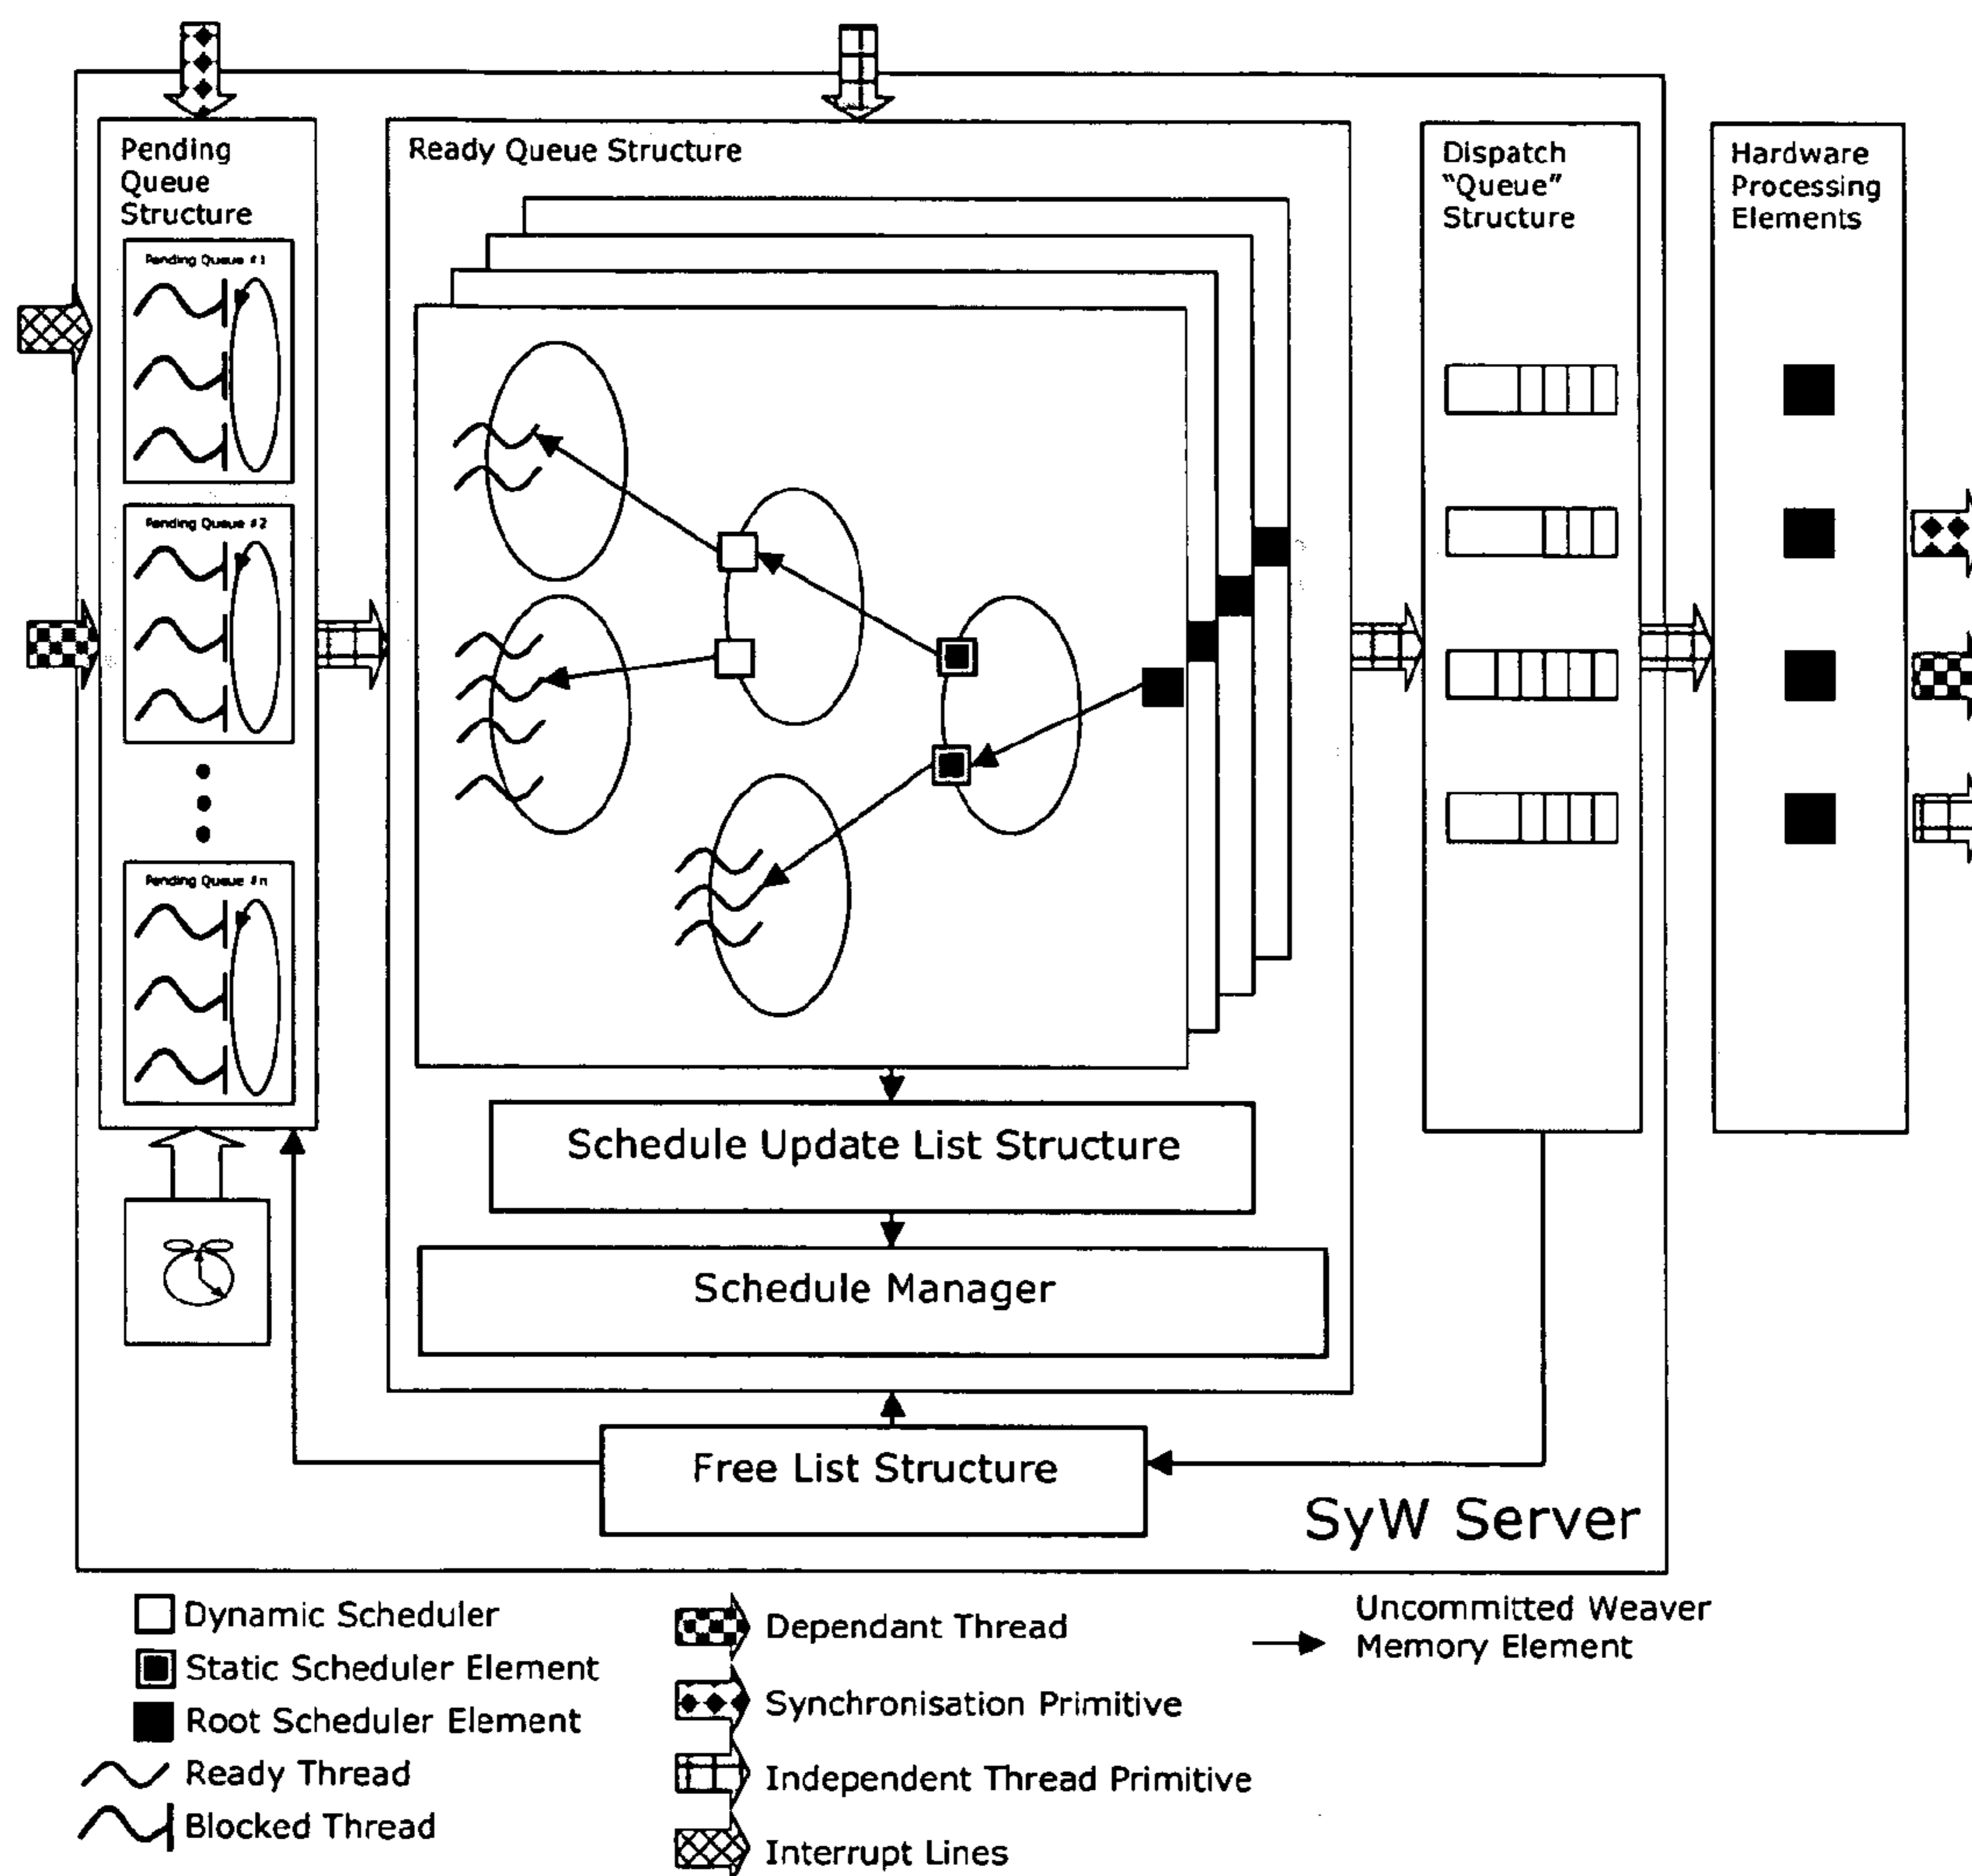 Pending
Queue
Structure
Ready Queue Structure
Dispatch
"Queue"
Structure
Hardware
Processing
Elements
Pending Queue #1
Pending Queue #2
Pending Queue #n
Schedule Update List Structure
Schedule Manager
Free List Structure
SyW Server
Dynamic Scheduler
Static Scheduler Element
Root Scheduler Element
Ready Thread
Blocked Thread
Dependant Thread
Synchronisation Primitive
Independent Thread Primitive
Interrupt Lines
Uncommitted Weaver
Memory Element